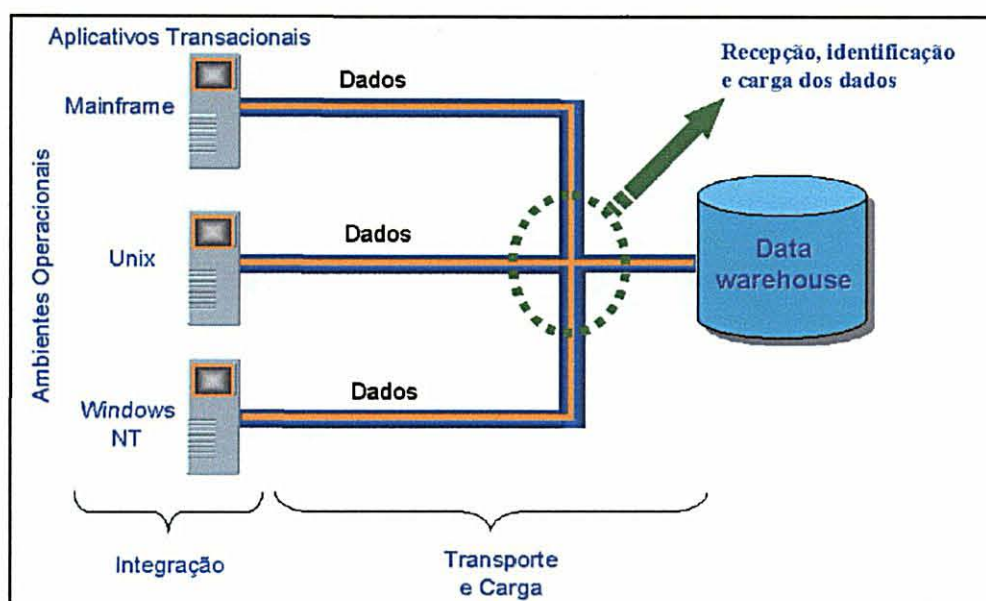 Aplicativos Transacionais
Recepção, identificação
e carga dos dados
Dados
Mainframe
Ambientes Operacionais
Dados
Unix
Data
warehouse
Dados
Windows
NT
Integração
Transporte
e Carga